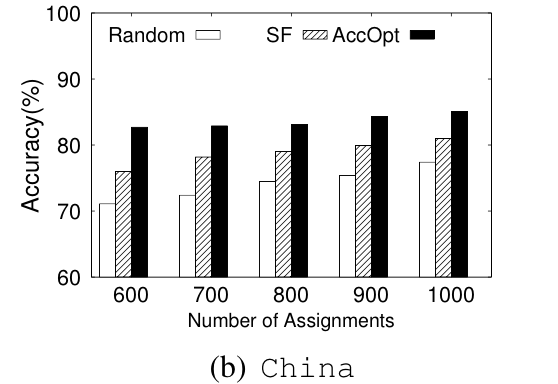 100
90
80
70
60
Accuracy(%)
Random SF AccOpt
600 700 800 900 1000
Number of Assignments
(b) China